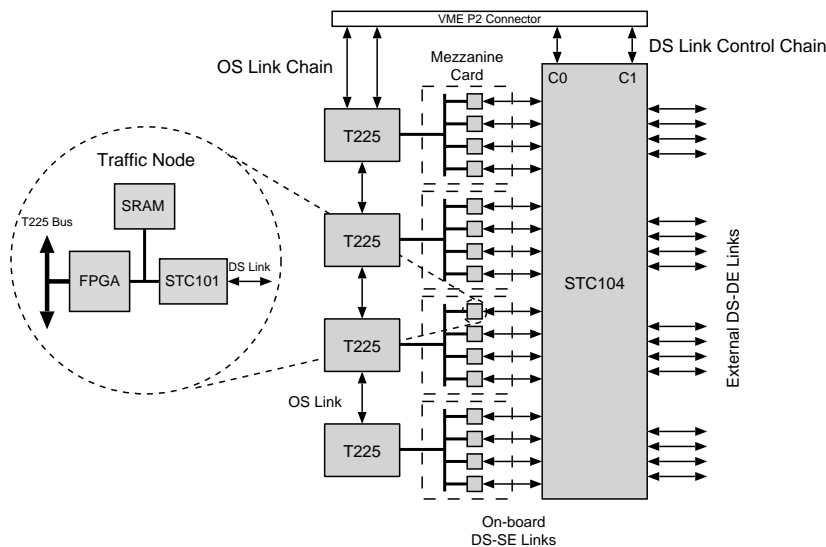 VME P2 Connector
OS Link Chain
Mezzanine
Card
DS Link Control Chain
C0
C1
T225
Traffic Node
SRAM
T225 Bus
FPGA
STC101
DS Link
T225
STC104
External DS-DE Links
T225
OS Link
T225
On-board
DS-SE Links